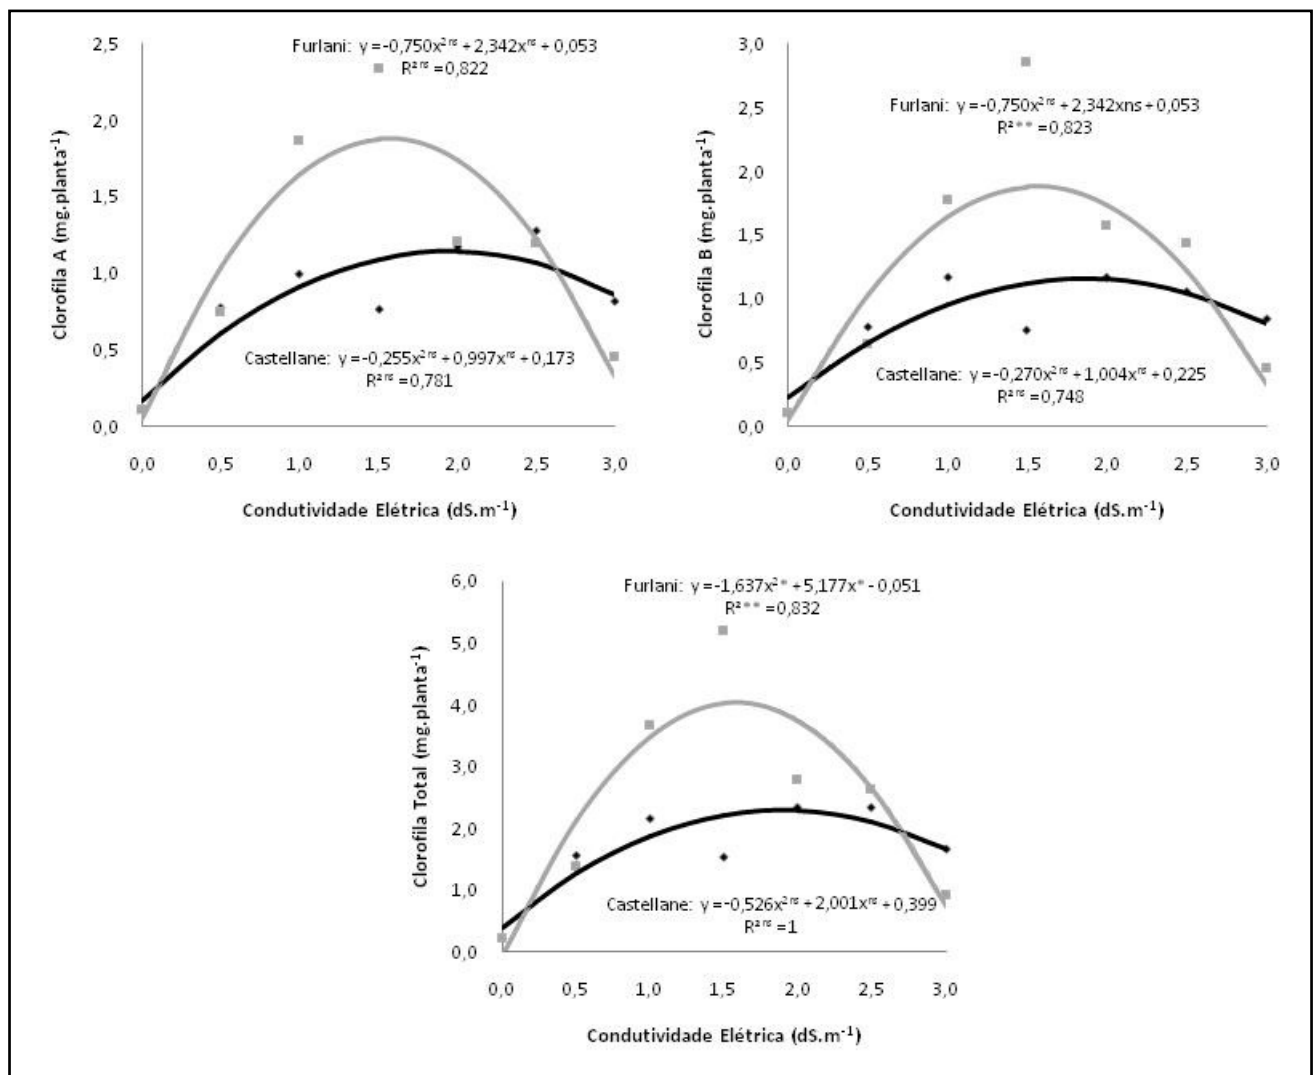 Furlani: y =-0,750x²ⁿˢ + 2,342xⁿˢ + 0,053
R²ⁿˢ =0,822
2,5
2,0
1,5
1,0
0,5
0,0
Clorofila A (mg.planta⁻¹)
Castellane: y =-0,255x²ⁿˢ + 0,997xⁿˢ + 0,173
R²ⁿˢ =0,781
0,0 0,5 1,0 1,5 2,0 2,5 3,0
Condutividade Elétrica (dS.m⁻¹)
3,0
2,5
2,0
1,5
1,0
0,5
0,0
Clorofila B (mg.planta⁻¹)
Furlani: y =-0,750x²ⁿˢ + 2,342xns + 0,053
R²** =0,823
Castellane: y =-0,270x²ⁿˢ + 1,004xⁿˢ + 0,225
R²ⁿˢ =0,748
0,0 0,5 1,0 1,5 2,0 2,5 3,0
Condutividade Elétrica (dS.m⁻¹)
6,0
5,0
4,0
3,0
2,0
1,0
0,0
Clorofila Total (mg.planta⁻¹)
Furlani: y =-1,637x²* + 5,177x* - 0,051
R²** =0,832
Castellane: y =-0,526x²ⁿˢ + 2,001xⁿˢ + 0,399
R²ⁿˢ =1
0,0 0,5 1,0 1,5 2,0 2,5 3,0
Condutividade Elétrica (dS.m⁻¹)